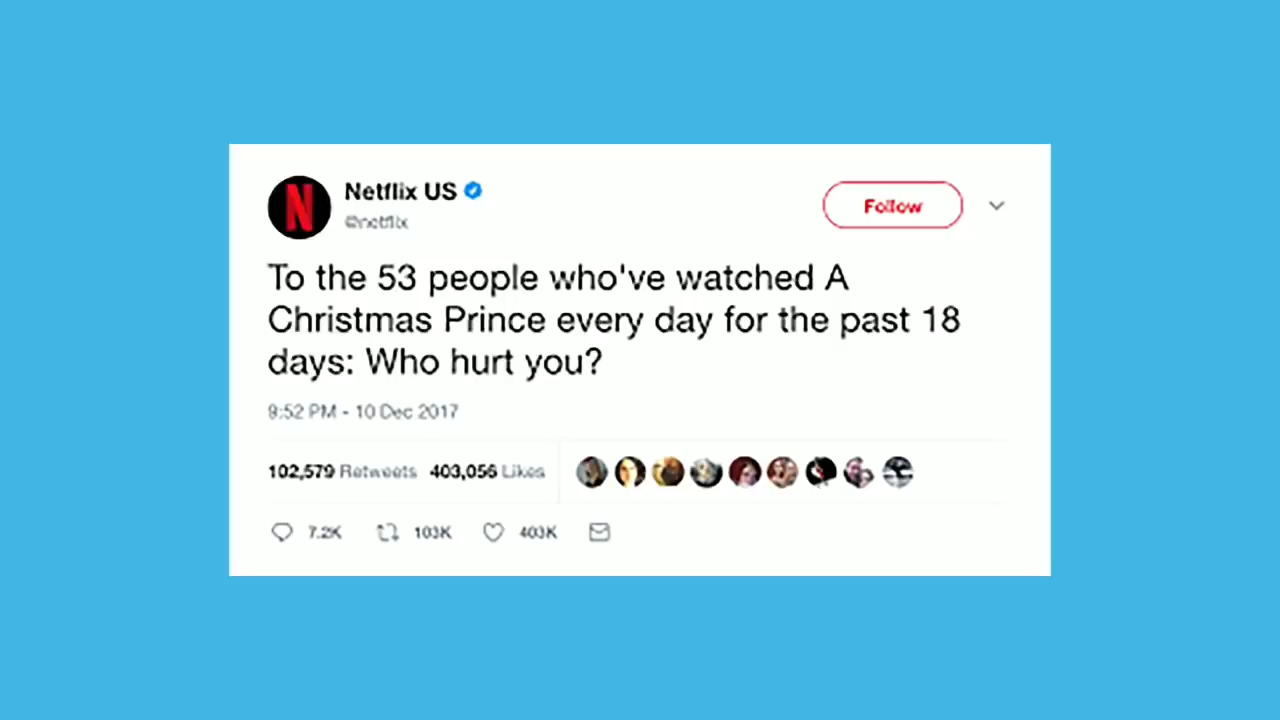 N
Netflix US
@netflix
Follow
To the 53 people who've watched A
Christmas Prince every day for the past 18
days: Who hurt you?
9:52 PM - 10 Dec 2017
102,579 Retweets 403,056 Likes
7.2K 103K 403K